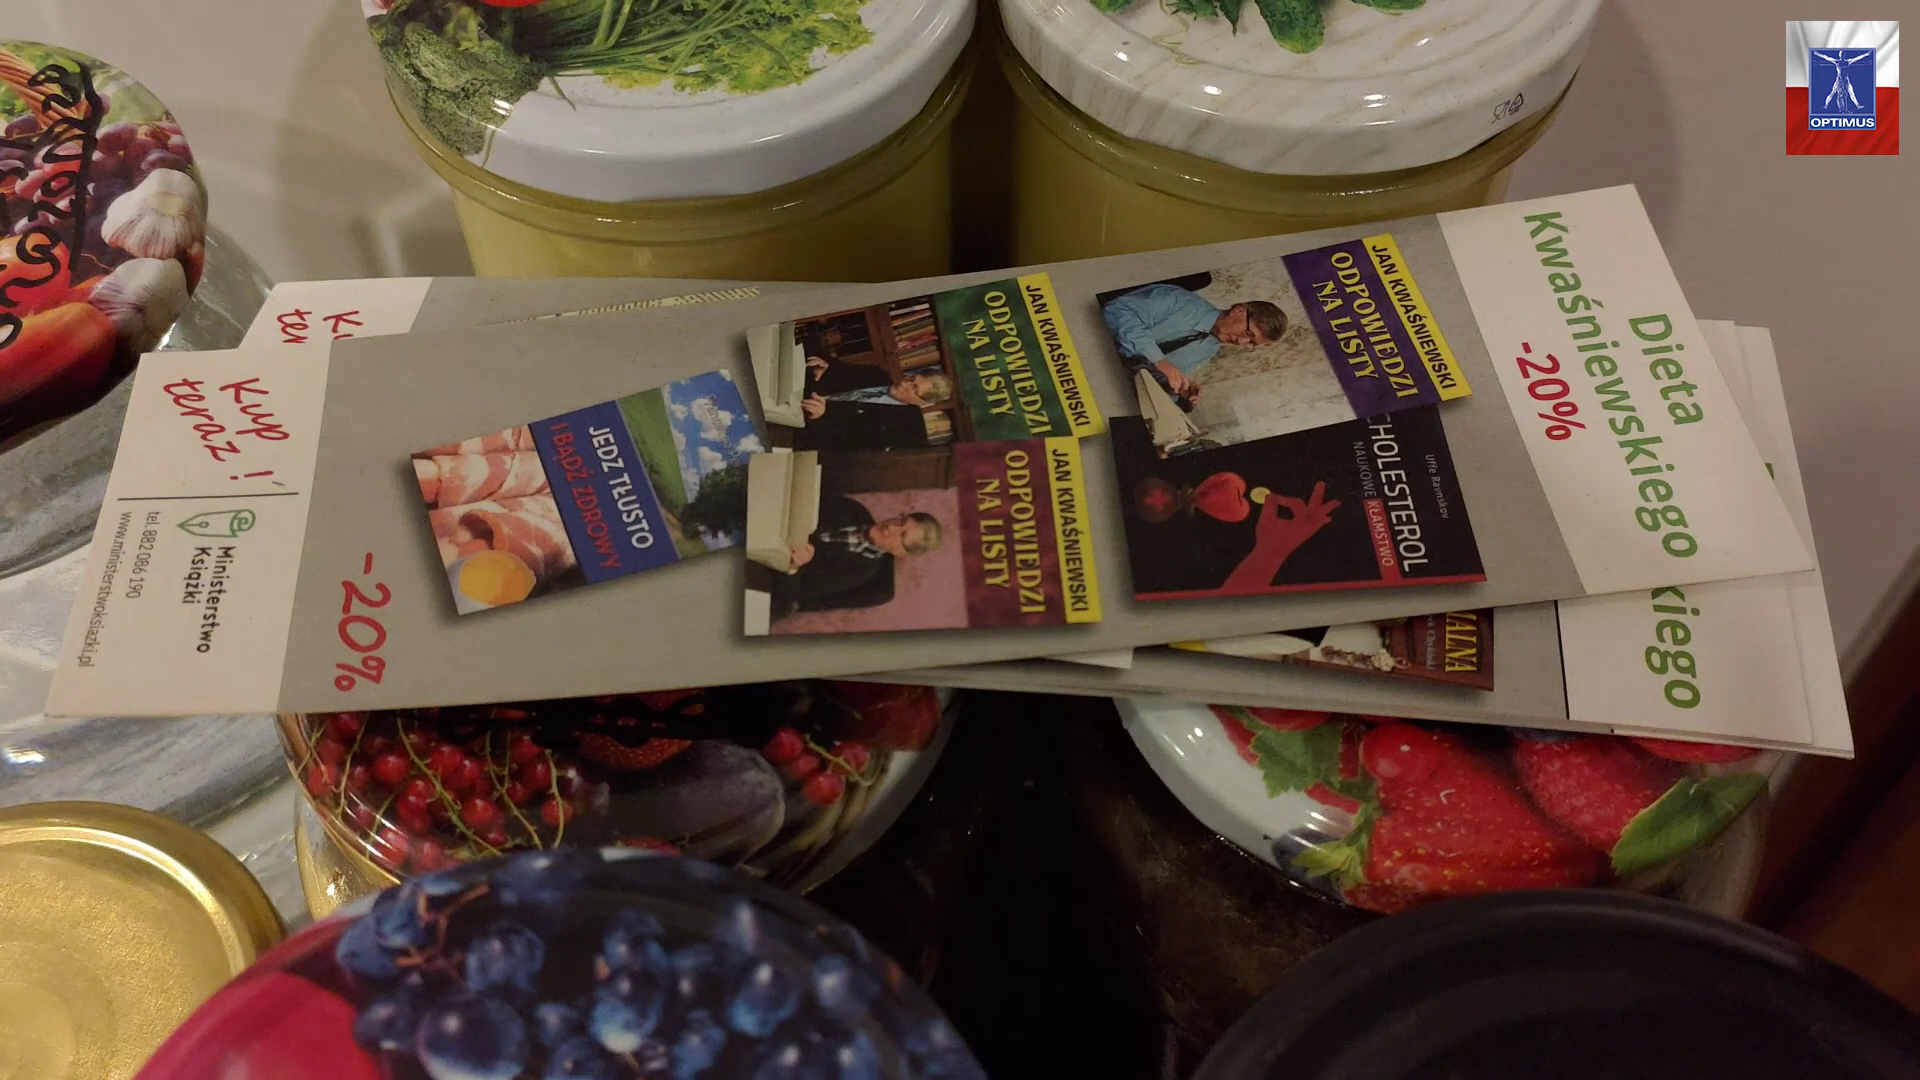 OPTIMUS
Dieta
Kwaśniewskiego
-20%
JAN KWAŚNIEWSKI
ODPOWIEDZI
NA LISTY
Uffe Ravnskov
CHOLESTEROL
NAUKOWE KŁAMSTWO
JAN KWAŚNIEWSKI
ODPOWIEDZI
NA LISTY
JAN KWAŚNIEWSKI
ODPOWIEDZI
NA LISTY
JEDZ TŁUSTO
I BĄDŹ ZDROWY
-20%
Kup
teraz!
Ministerstwo
Książki
tel. 882 086 190
www.ministerstwoksiazki.pl
kiego